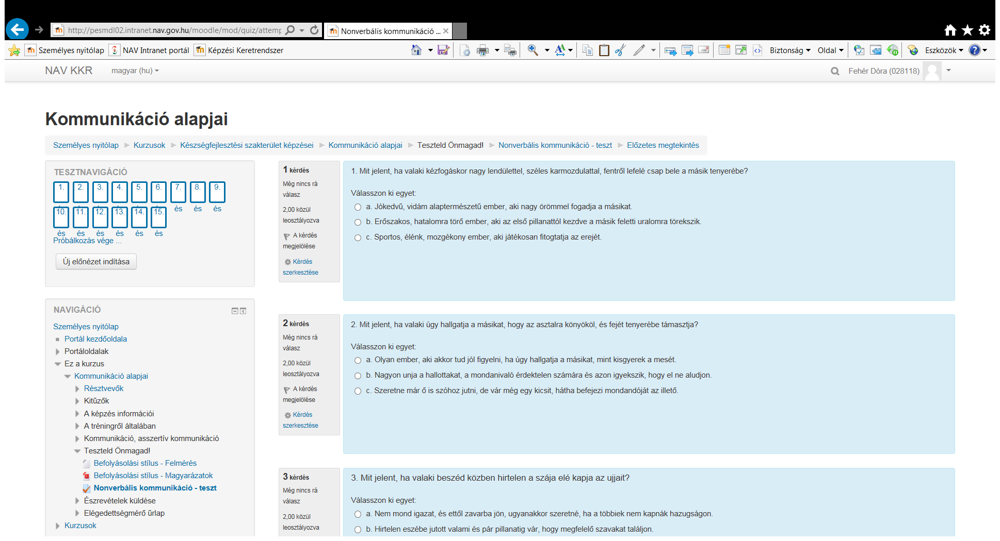 http://pesmdl02.intranet.nav.gov.hu/moodle/mod/quiz/attemp
Nonverbális kommunikáció ...
Személyes nyitólap
NAV Intranet portál
Képzési Keretrendszer
Biztonság
Oldal
Eszközök
NAV KKR
magyar (hu)
Fehér Dóra (028118)
Kommunikáció alapjai
Személyes nyitólap
Kurzusok
Készségfejlesztési szakterület képzései
Kommunikáció alapjai
Teszteld Önmagad!
Nonverbális kommunikáció - teszt
Előzetes megtekintés
TESZTNAVIGÁCIÓ
1. 2. 3. 4. 5. 6. 7. 8. 9.
és és és
10. 11. 12. 13. 14. 15.
és és és és és és
Próbálkozás vége ...
Új előnézet indítása
NAVIGÁCIÓ
Személyes nyitólap
Portál kezdőoldala
Portáloldalak
Ez a kurzus
Kommunikáció alapjai
Résztvevők
Kitűzők
A képzés információi
A tréningről általában
Kommunikáció, asszertív kommunikáció
Teszteld Önmagad!
Befolyásolási stílus - Felmérés
Befolyásolási stílus - Magyarázatok
Nonverbális kommunikáció - teszt
Észrevételek küldése
Elégedettségmérő űrlap
Kurzusok
1 kérdés
Még nincs rá
válasz
2,00 közül
leosztályozva
A kérdés
megjelölése
Kérdés
szerkesztése
1. Mit jelent, ha valaki kézfogáskor nagy lendülettel, széles karmozdulattal, fentről lefelé csap bele a másik tenyerébe?
Válasszon ki egyet:
a. Jókedvű, vidám alaptermészetű ember, aki nagy örömmel fogadja a másikat.
b. Erőszakos, hatalomra törő ember, aki az első pillanattól kezdve a másik feletti uralomra törekszik.
c. Sportos, élénk, mozgékony ember, aki játékosan fitogtatja az erejét.
2 kérdés
Még nincs rá
válasz
2,00 közül
leosztályozva
A kérdés
megjelölése
Kérdés
szerkesztése
2. Mit jelent, ha valaki úgy hallgatja a másikat, hogy az asztalra könyököl, és fejét tenyerébe támasztja?
Válasszon ki egyet:
a. Olyan ember, aki akkor tud jól figyelni, ha úgy hallgatja a másikat, mint kisgyerek a mesét.
b. Nagyon unja a hallottakat, a mondanivaló érdektelen számára és azon igyekszik, hogy el ne aludjon.
c. Szeretne már ő is szóhoz jutni, de vár még egy kicsit, hátha befejezi mondandóját az illető.
3 kérdés
Még nincs rá
válasz
2,00 közül
leosztályozva
3. Mit jelent, ha valaki beszéd közben hirtelen a szája elé kapja az ujjait?
Válasszon ki egyet:
a. Nem mond igazat, és ettől zavarba jön, ugyanakkor szeretné, ha a többiek nem kapnák hazugságon.
b. Hirtelen eszébe jutott valami és pár pillanatig vár, hogy megfelelő szavakat találjon.